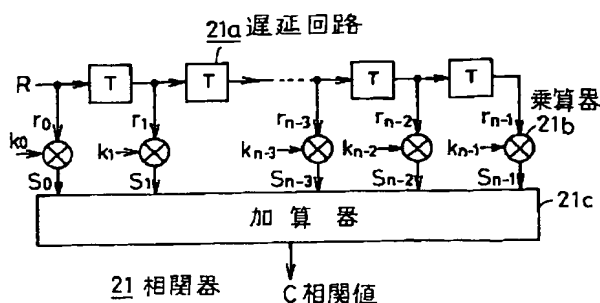 21a 遅延回路
R T T T T
r0 r1 rn-3 rn-2 rn-1 乗算器
k0 k1 kn-3 kn-2 kn-1 21b
S0 S1 Sn-3 Sn-2 Sn-1
加算器 21c
21 相関器 C相関値